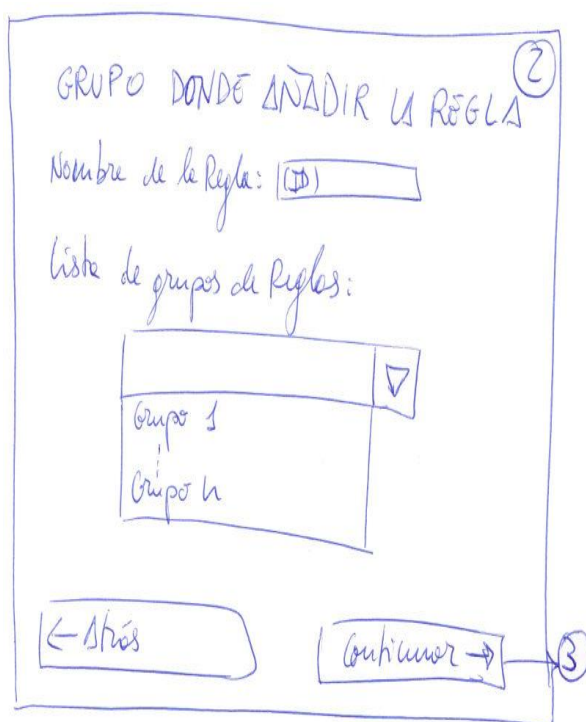 2
GRUPO DONDE AÑADIR LA REGLA
Nombre de la Regla: (ID)
Lista de grupos de Reglas:
Grupo 1
Grupo n
← Atrás
Continuar →
3